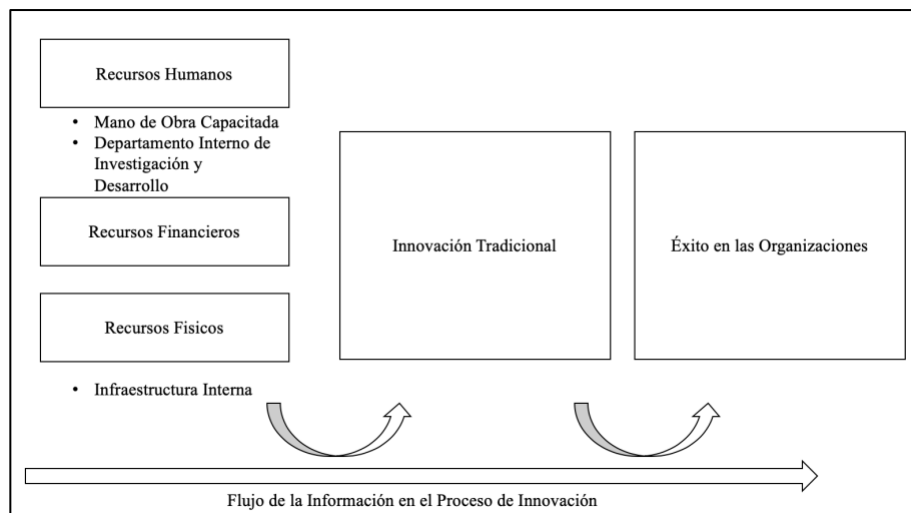 Recursos Humanos
• Mano de Obra Capacitada
• Departamento Interno de
Investigación y
Desarrollo
Recursos Financieros
Recursos Fisicos
• Infraestructura Interna
Innovación Tradicional
Éxito en las Organizaciones
Flujo de la Información en el Proceso de Innovación